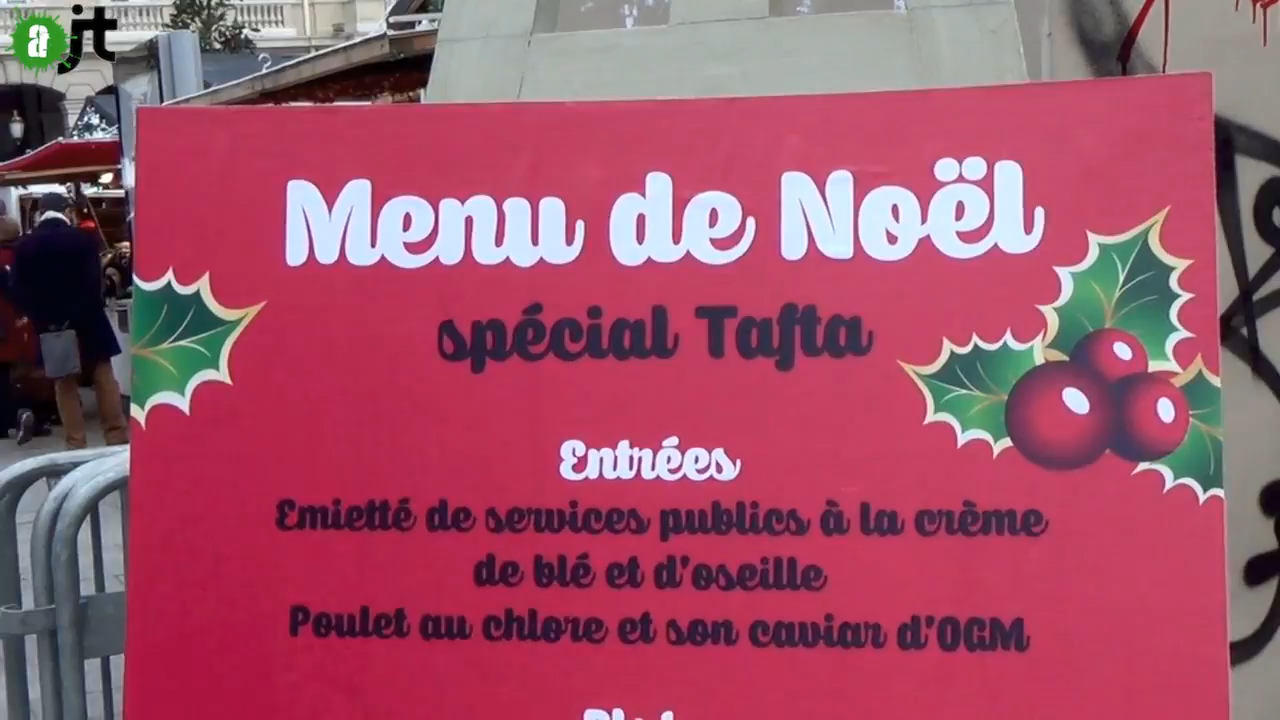 ajt
Menu de Noël
spécial Tafta
Entrées
Emietté de services publics à la crème
de blé et d'oseille
Poulet au chlore et son caviar d'OGM